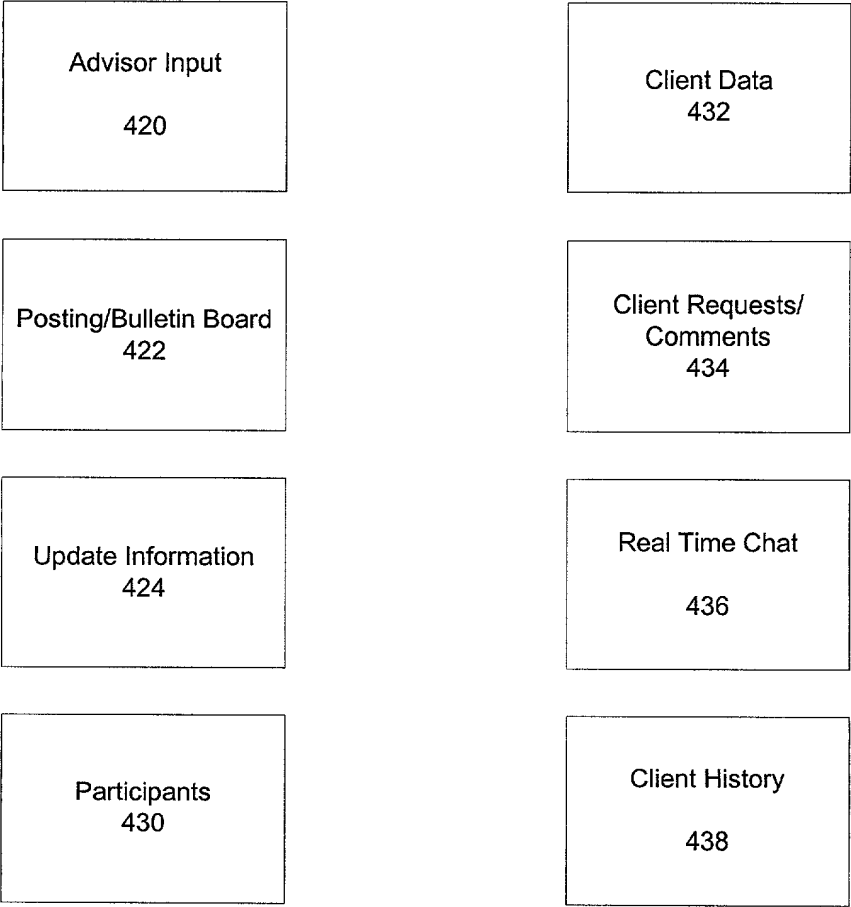 Advisor Input
420
Posting/Bulletin Board
422
Update Information
424
Participants
430
Client Data
432
Client Requests/
Comments
434
Real Time Chat
436
Client History
438